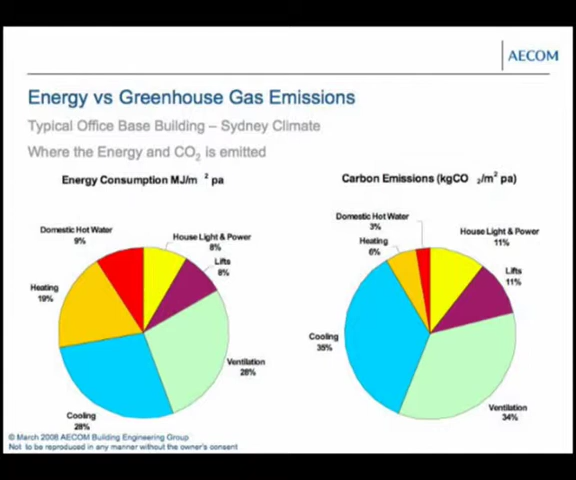 AECOM
Energy vs Greenhouse Gas Emissions
Typical Office Base Building – Sydney Climate
Where the Energy and CO₂ is emitted
Energy Consumption MJ/m ² pa
Carbon Emissions (kgCO ₂/m² pa)
Domestic Hot Water
9%
House Light & Power
8%
Lifts
8%
Heating
19%
Ventilation
28%
Cooling
28%
Domestic Hot Water
3%
Heating
6%
House Light & Power
11%
Lifts
11%
Cooling
35%
Ventilation
34%
© March 2008 AECOM Building Engineering Group
Not to be reproduced in any manner without the owner's consent